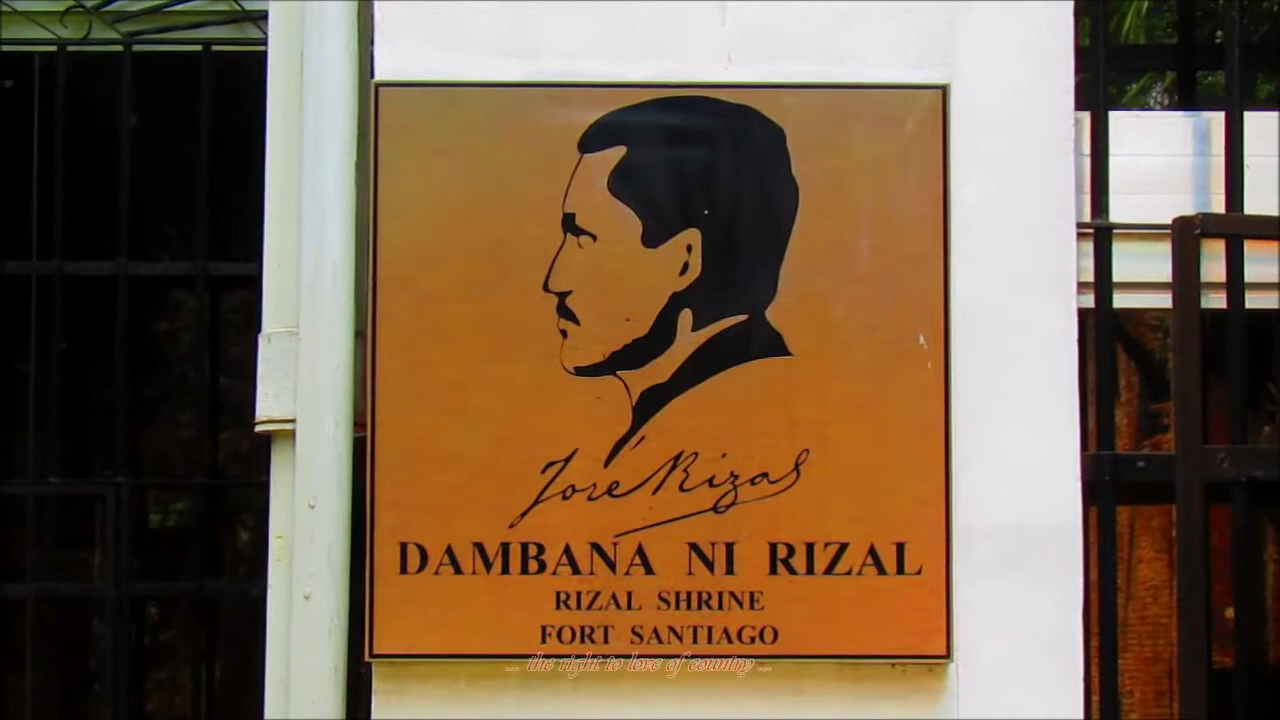 José Rizal
DAMBANA NI RIZAL
RIZAL SHRINE
FORT SANTIAGO
... the right to love of country ...